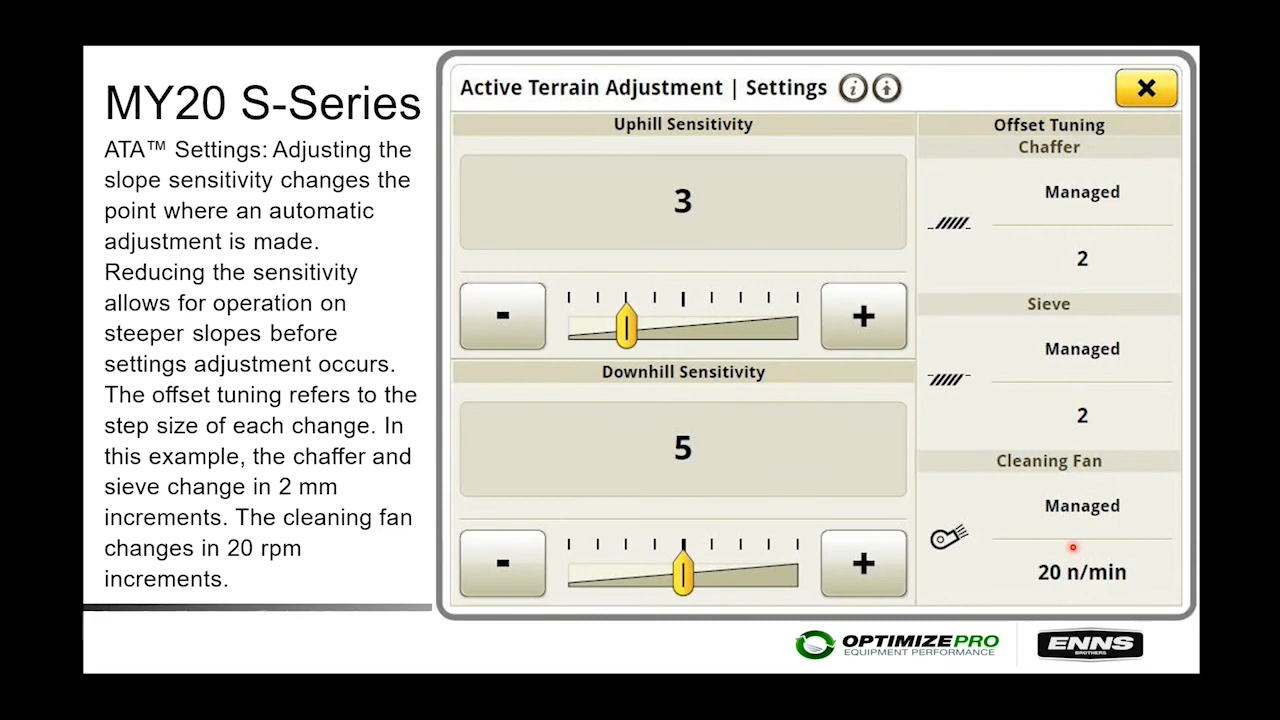 MY20 S-Series
ATA™ Settings: Adjusting the
slope sensitivity changes the
point where an automatic
adjustment is made.
Reducing the sensitivity
allows for operation on
steeper slopes before
settings adjustment occurs.
The offset tuning refers to the
step size of each change. In
this example, the chaffer and
sieve change in 2 mm
increments. The cleaning fan
changes in 20 rpm
increments.
Active Terrain Adjustment | Settings
Uphill Sensitivity
3
-
+
Downhill Sensitivity
5
-
+
Offset Tuning
Chaffer
Managed
2
Sieve
Managed
2
Cleaning Fan
Managed
20 n/min
OPTIMIZEPRO
EQUIPMENT PERFORMANCE
ENNS
BROTHERS